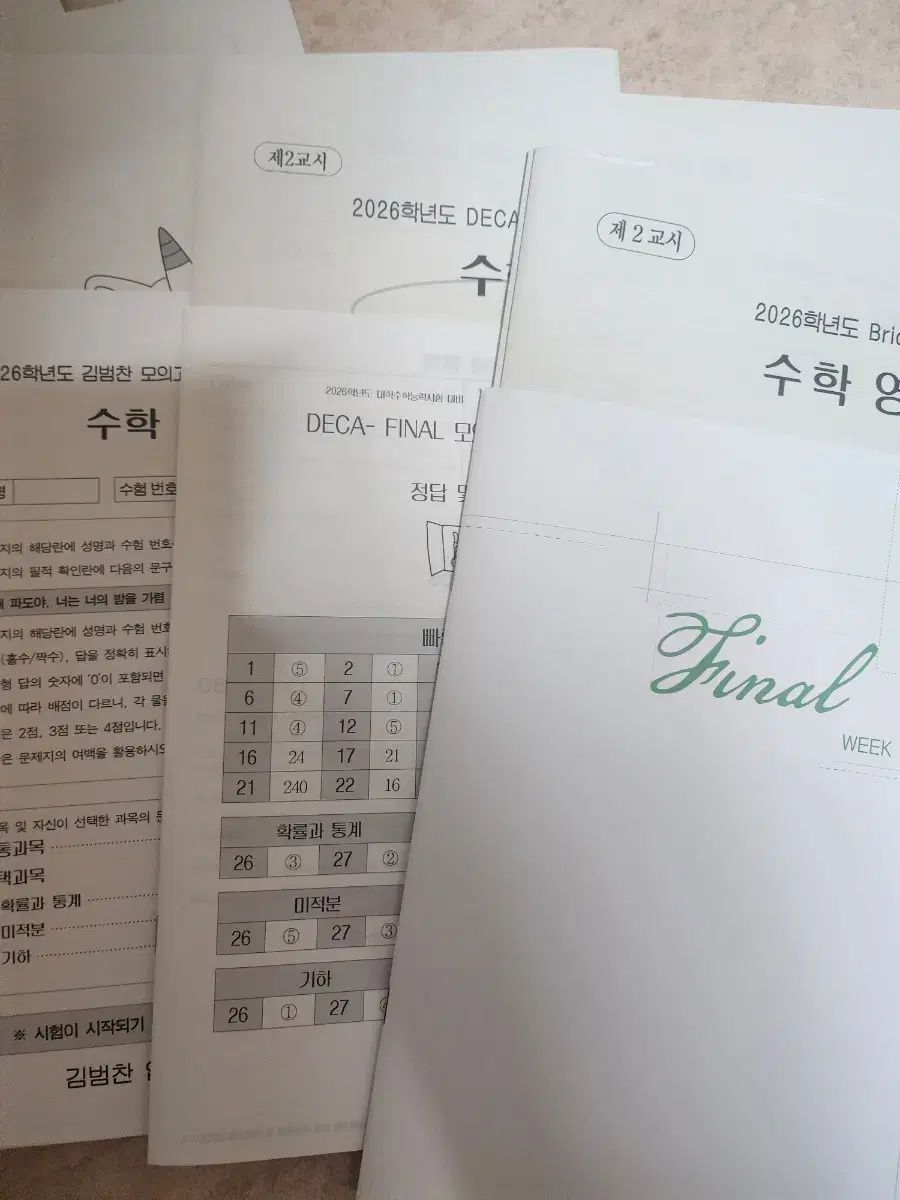 제2교시
2026학년도 DECA
수
제2교시
2026학년도 Bric
수학 영
26학년도 김범찬 모의고
수학
수험 번호
지의 해당란에 성명과 수험 번호
지의 필적 확인란에 다음의 문구
파도야, 너는 너의 밤을 가렴
지의 해당란에 성명과 수험 번호
(홀수/짝수), 답을 정확히 표시
형 답의 숫자에 '0'이 포함되면
에 따라 배점이 다르니, 각 물음
은 2점, 3점 또는 4점입니다.
은 문제지의 여백을 활용하시오
목 및 자신이 선택한 과목의 문
통과목
택과목
확률과 통계
미적분
기하
※ 시험이 시작되기
김범찬
2026학년도 대학수학능력시험 대비
DECA- FINAL 모
정답 및
빠
1 ⑤ 2 ①
6 ④ 7 ①
11 ④ 12 ⑤
16 24 17 21
21 240 22 16
확률과 통계
26 ③ 27 ②
미적분
26 ⑤ 27 ③
기하
26 ① 27
Final
WEEK